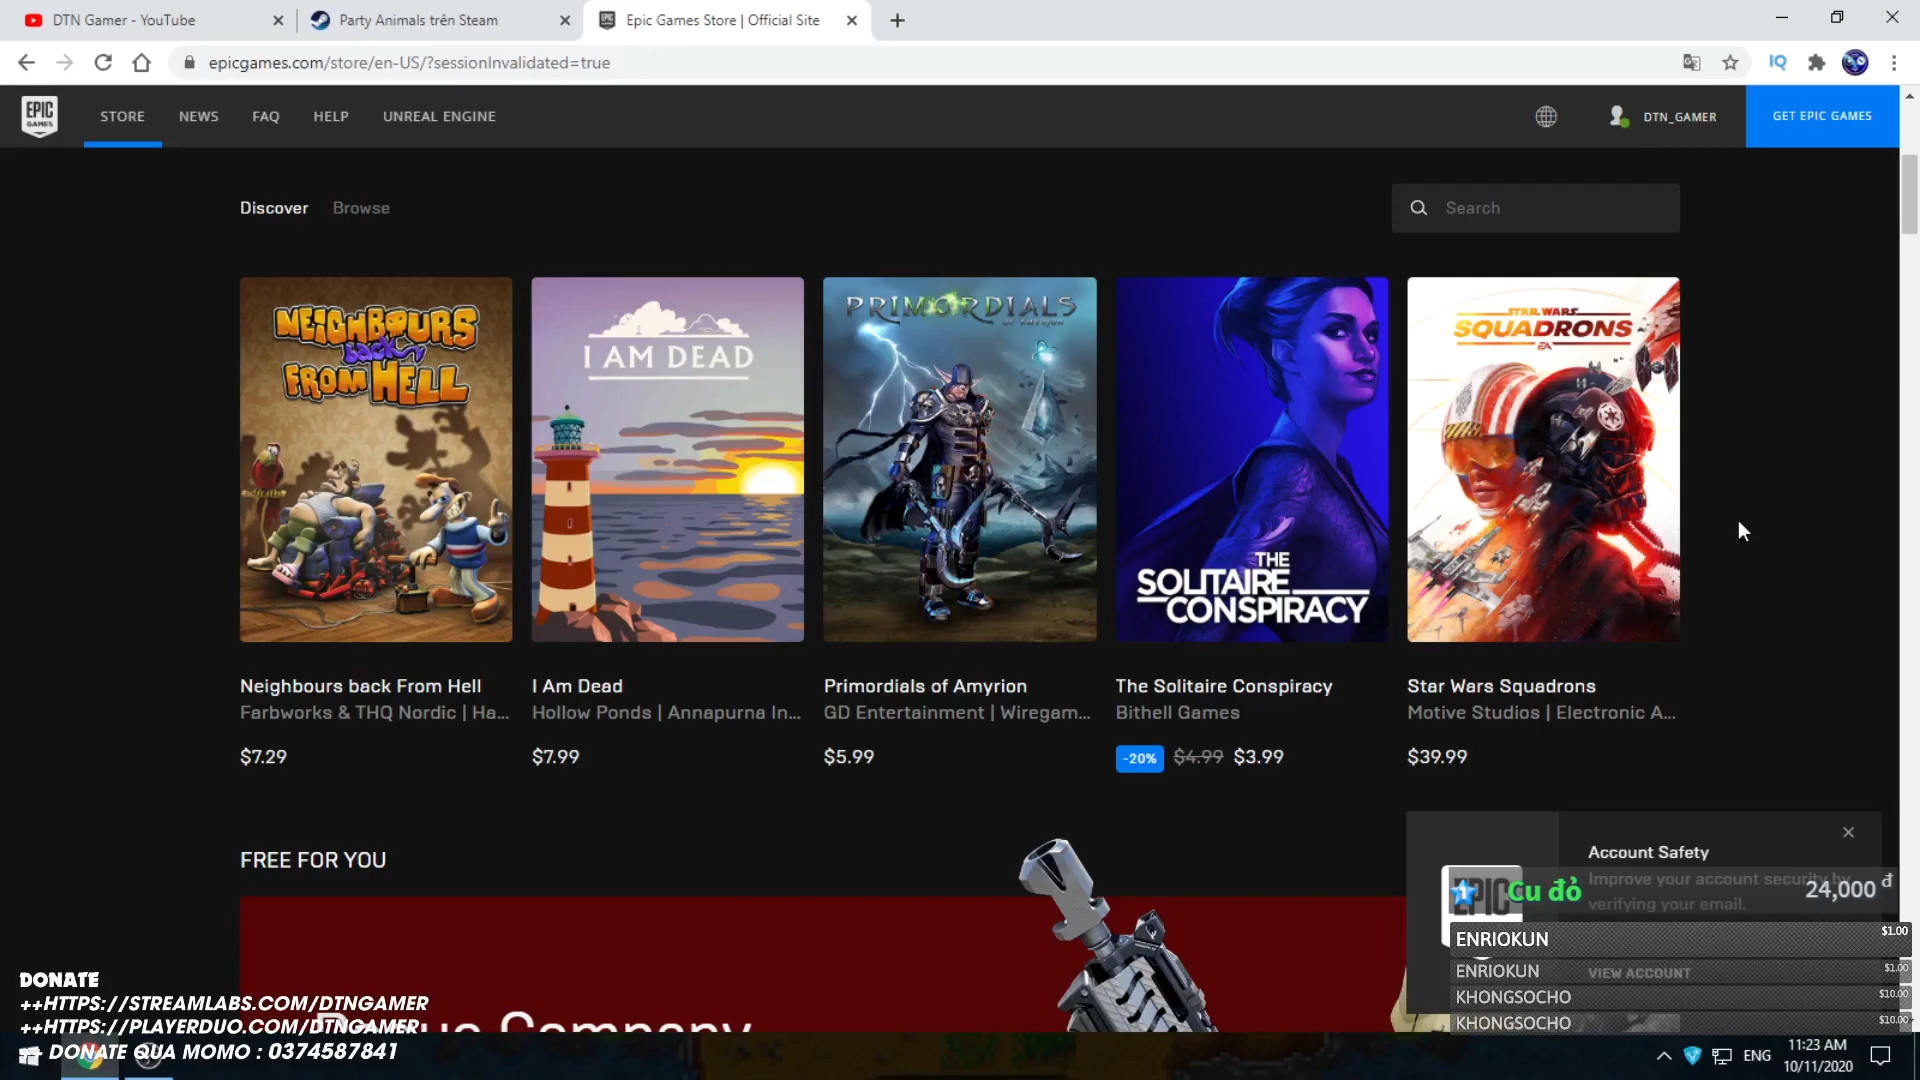 DTN Gamer - YouTube
Party Animals trên Steam
Epic Games Store | Official Site
epicgames.com/store/en-US/?sessionInvalidated=true
IQ
EPIC
GAMES
STORE
NEWS
FAQ
HELP
UNREAL ENGINE
DTN_GAMER
GET EPIC GAMES
Discover
Browse
Search
NEIGHBOURS
back
FROM HELL
I AM DEAD
PRIMORDIALS
THE
SOLITAIRE
CONSPIRACY
STAR WARS
SQUADRONS
EA
Neighbours back From Hell
Farbworks & THQ Nordic | Ha...
$7.29
I Am Dead
Hollow Ponds | Annapurna In...
$7.99
Primordials of Amyrion
GD Entertainment | Wiregam...
$5.99
The Solitaire Conspiracy
Bithell Games
-20% $4.99 $3.99
Star Wars Squadrons
Motive Studios | Electronic A...
$39.99
FREE FOR YOU
Account Safety
Improve your account security by
verifying your email.
VIEW ACCOUNT
EPIC
1
Cu đỏ
24,000 đ
ENRIOKUN $1.00
ENRIOKUN $1.00
KHONGSOCHO $10.00
KHONGSOCHO $10.00
Company
DONATE
++HTTPS://STREAMLABS.COM/DTNGAMER
++HTTPS://PLAYERDUO.COM/DTNGAMER
++ DONATE QUA MOMO : 0374587841
ENG
11:23 AM
10/11/2020